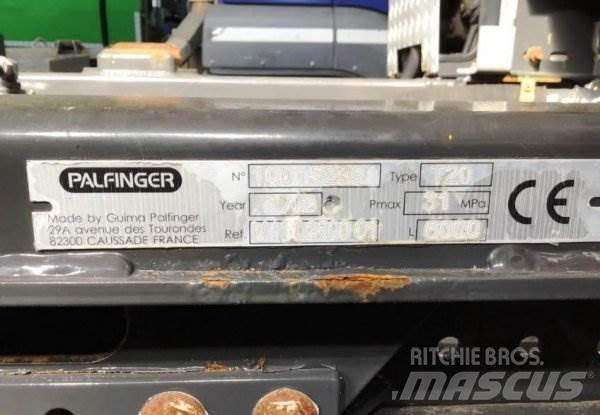 PALFINGER
Made by Guima Palfinger
29A avenue des Tourondes
82300 CAUSSADE FRANCE
N° Type T20
Year Pmax 31 MPa
Ref L
CE
RITCHIE BROS.
MASCUS